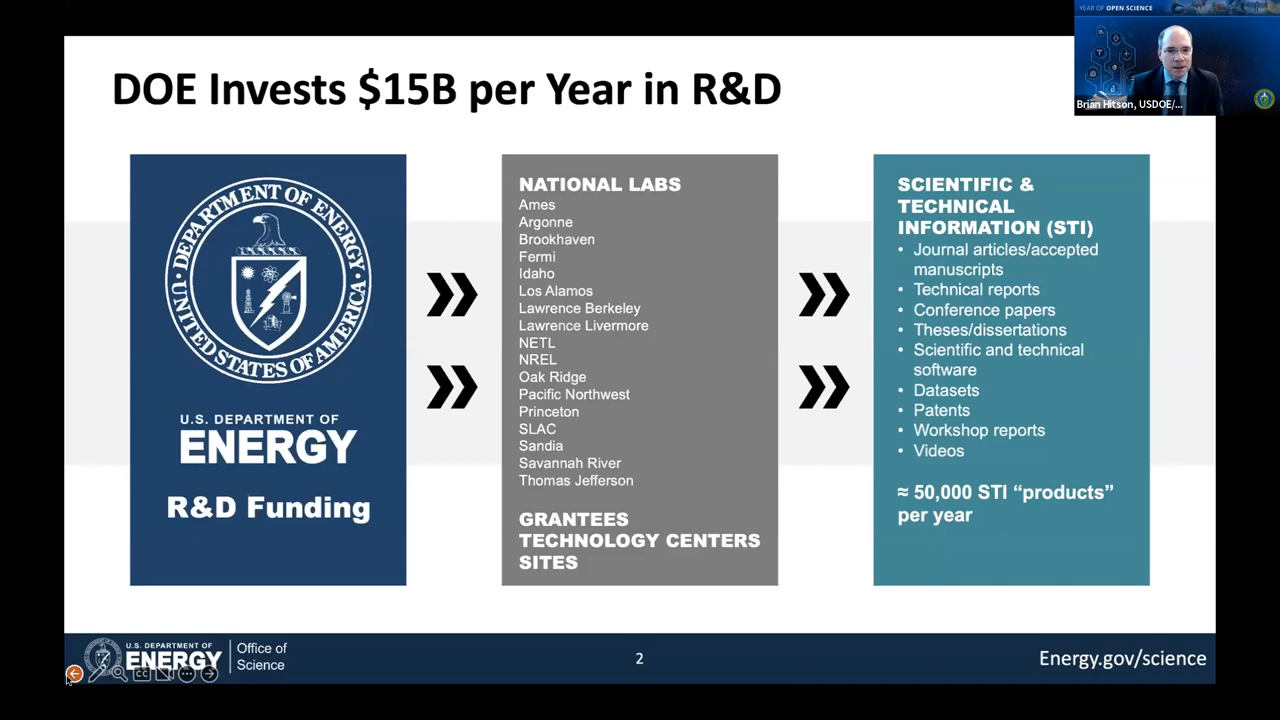 YEAR OF OPEN SCIENCE
Brian Hitson, USDOE/...
DOE Invests $15B per Year in R&D
DEPARTMENT OF ENERGY
UNITED STATES OF AMERICA
U.S. DEPARTMENT OF
ENERGY
R&D Funding
NATIONAL LABS
Ames
Argonne
Brookhaven
Fermi
Idaho
Los Alamos
Lawrence Berkeley
Lawrence Livermore
NETL
NREL
Oak Ridge
Pacific Northwest
Princeton
SLAC
Sandia
Savannah River
Thomas Jefferson
GRANTEES
TECHNOLOGY CENTERS
SITES
SCIENTIFIC &
TECHNICAL
INFORMATION (STI)
• Journal articles/accepted
manuscripts
• Technical reports
• Conference papers
• Theses/dissertations
• Scientific and technical
software
• Datasets
• Patents
• Workshop reports
• Videos
≈ 50,000 STI “products”
per year
U.S. DEPARTMENT OF
ENERGY
Office of
Science
CC
2
Energy.gov/science